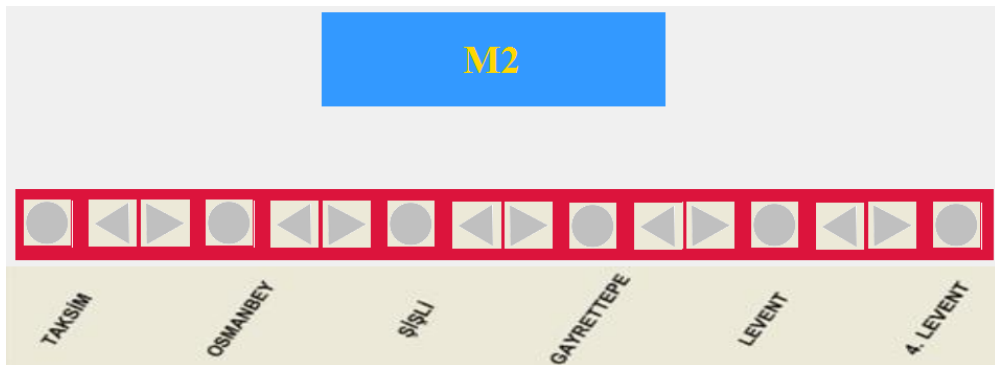 M2
TAKSİM
OSMANBEY
ŞİŞLİ
GAYRETTEPE
LEVENT
4. LEVENT